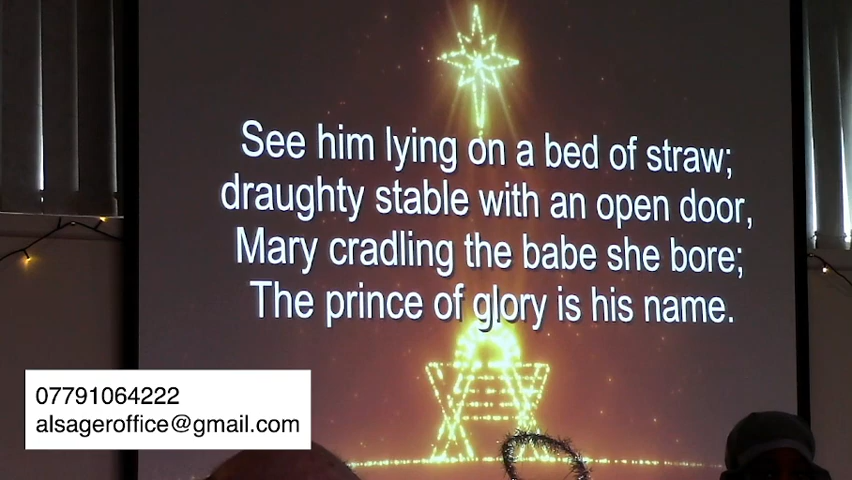 See him lying on a bed of straw;
draughty stable with an open door,
Mary cradling the babe she bore;
The prince of glory is his name.
07791064222
alsageroffice@gmail.com